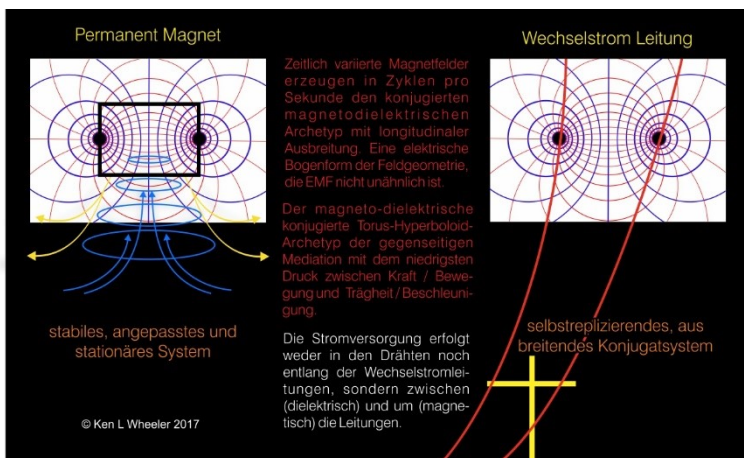 Permanent Magnet
Wechselstrom Leitung
Zeitlich variierte Magnetfelder
erzeugen in Zyklen pro
Sekunde den konjugierten
magnetodielektrischen
Archetyp mit longitudinaler
Ausbreitung. Eine elektrische
Bogenform der Feldgeometrie,
die EMF nicht unähnlich ist.
Der magneto-dielektrische
konjugierte Torus-Hyperboloid-
Archetyp der gegenseitigen
Mediation mit dem niedrigsten
Druck zwischen Kraft / Bewe-
gung und Trägheit / Beschleuni-
gung.
Die Stromversorgung erfolgt
weder in den Drähten noch
entlang der Wechselstromlei-
tungen, sondern zwischen
(dielektrisch) und um (magne-
tisch) die Leitungen.
stabiles, angepasstes und
stationäres System
selbstreplizierendes, aus
breitendes Konjugatsystem
© Ken L Wheeler 2017